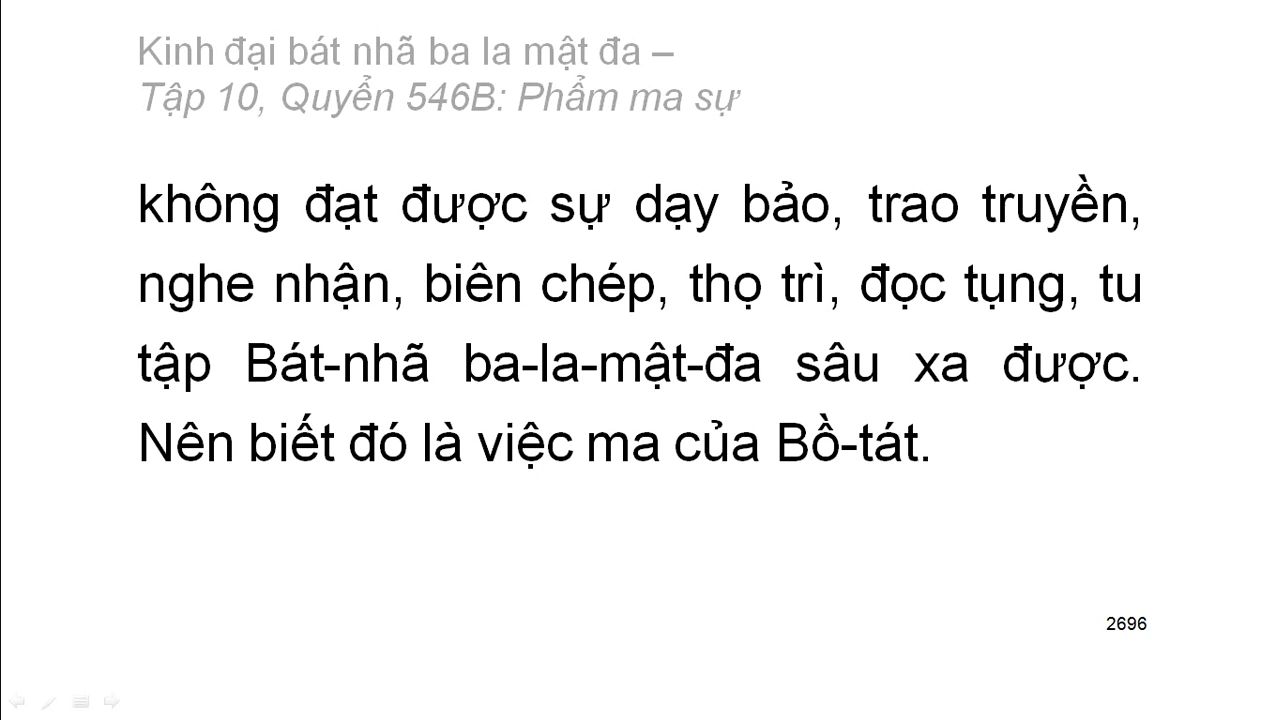 Kinh đại bát nhã ba la mật đa –
Tập 10, Quyển 546B: Phẩm ma sự
không đạt được sự dạy bảo, trao truyền,
nghe nhận, biên chép, thọ trì, đọc tụng, tu
tập Bát-nhã ba-la-mật-đa sâu xa được.
Nên biết đó là việc ma của Bồ-tát.
2696